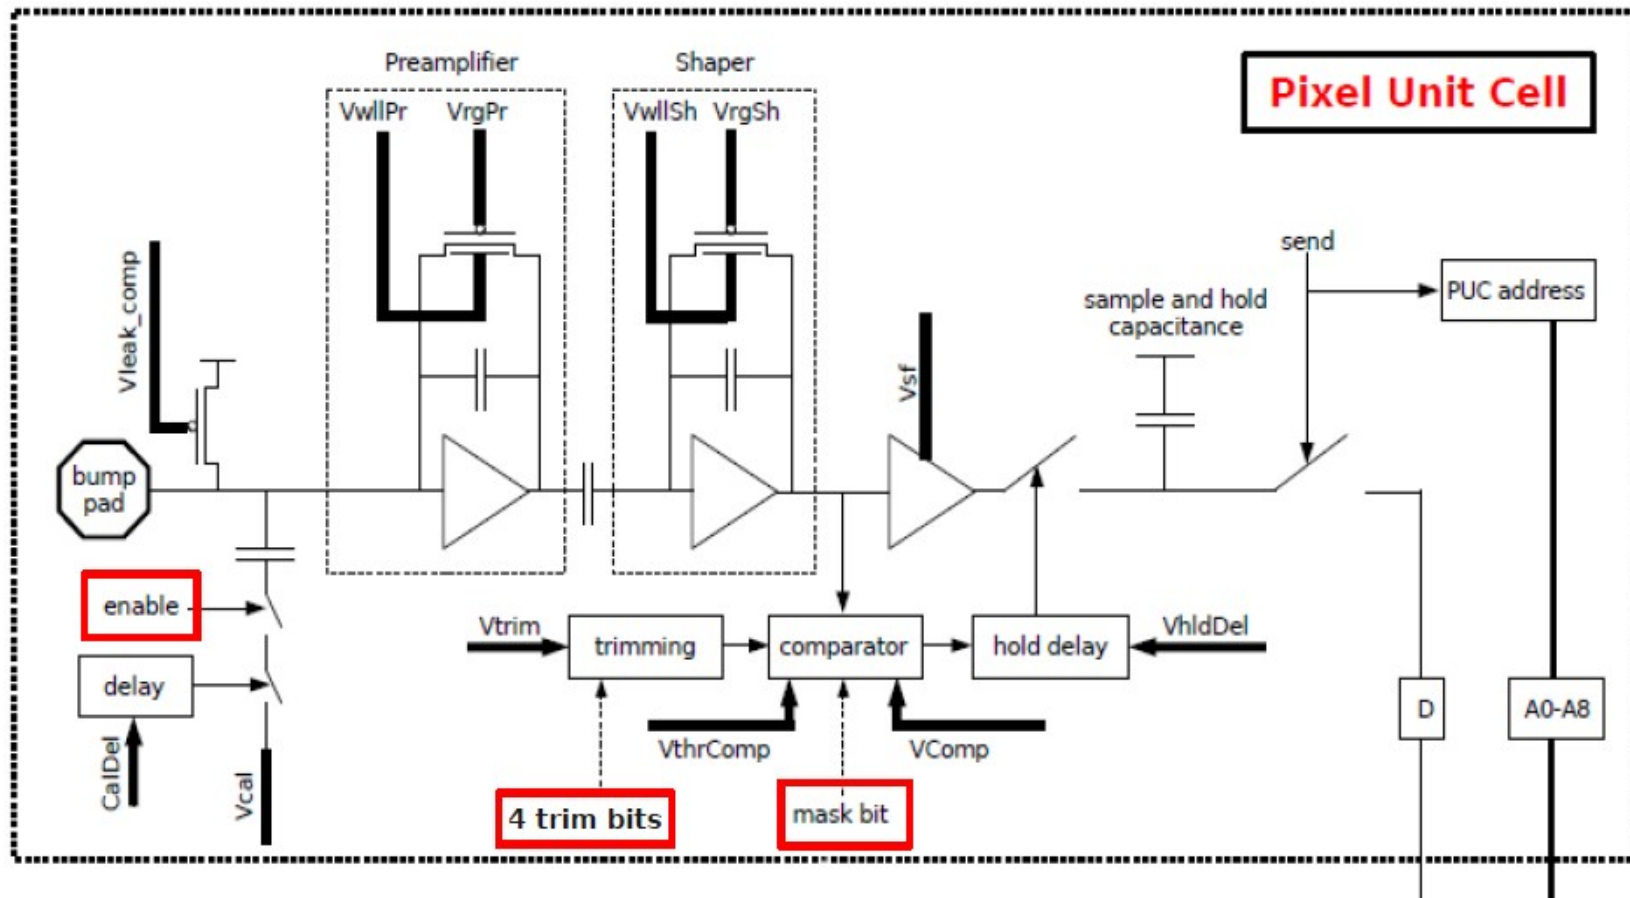 Preamplifier
Shaper
Pixel Unit Cell
VwllPr
VrgPr
VwllSh
VrgSh
send
PUC address
sample and hold
capacitance
Vleak_comp
Vsf
bump
pad
enable
Vtrim
trimming
comparator
hold delay
VhldDel
delay
D
A0-A8
VthrComp
VComp
CalDel
Vcal
4 trim bits
mask bit